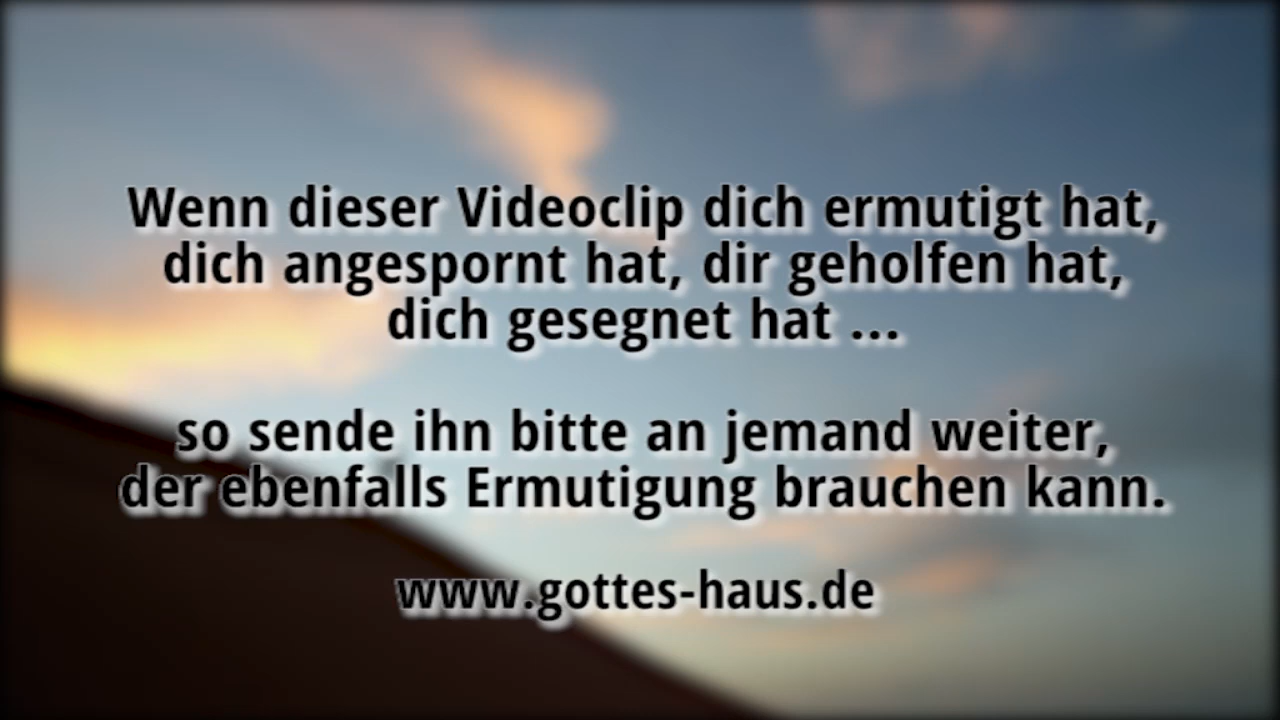 Wenn dieser Videoclip dich ermutigt hat,
dich angespornt hat, dir geholfen hat,
dich gesegnet hat ...
so sende ihn bitte an jemand weiter,
der ebenfalls Ermutigung brauchen kann.
www.gottes-haus.de